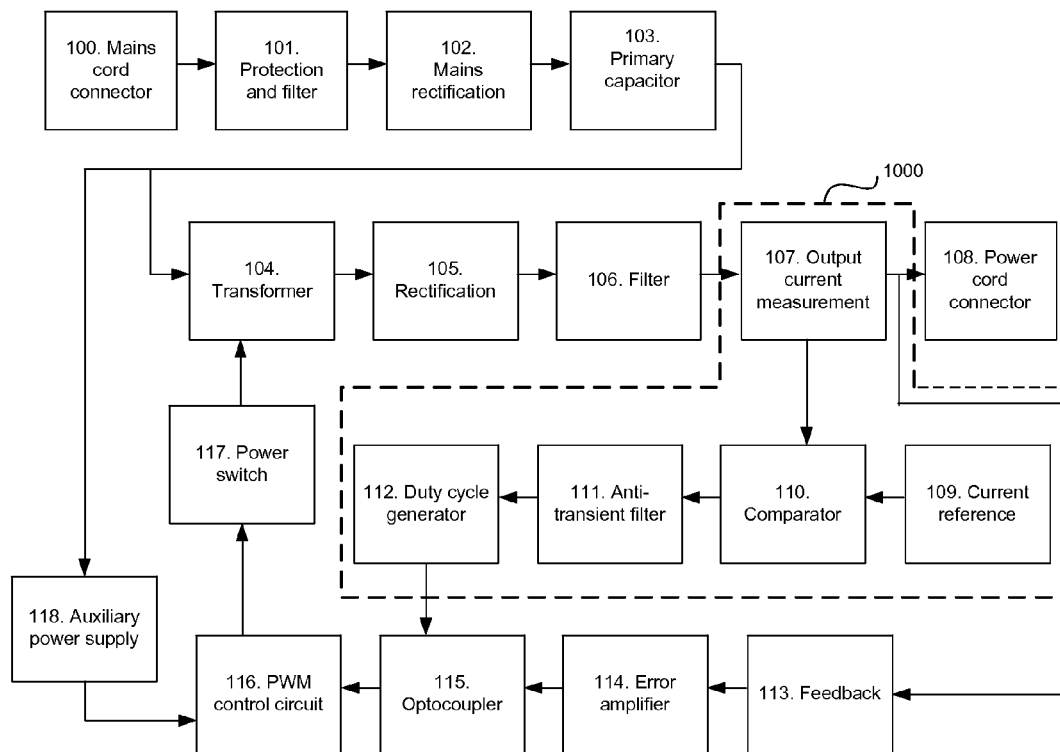 100. Mains
cord
connector
101.
Protection
and filter
102.
Mains
rectification
103.
Primary
capacitor
1000
104.
Transformer
105.
Rectification
106. Filter
107. Output
current
measurement
108. Power
cord
connector
117. Power
switch
112. Duty cycle
generator
111. Anti-
transient filter
110.
Comparator
109. Current
reference
118. Auxiliary
power supply
116. PWM
control circuit
115.
Optocoupler
114. Error
amplifier
113. Feedback